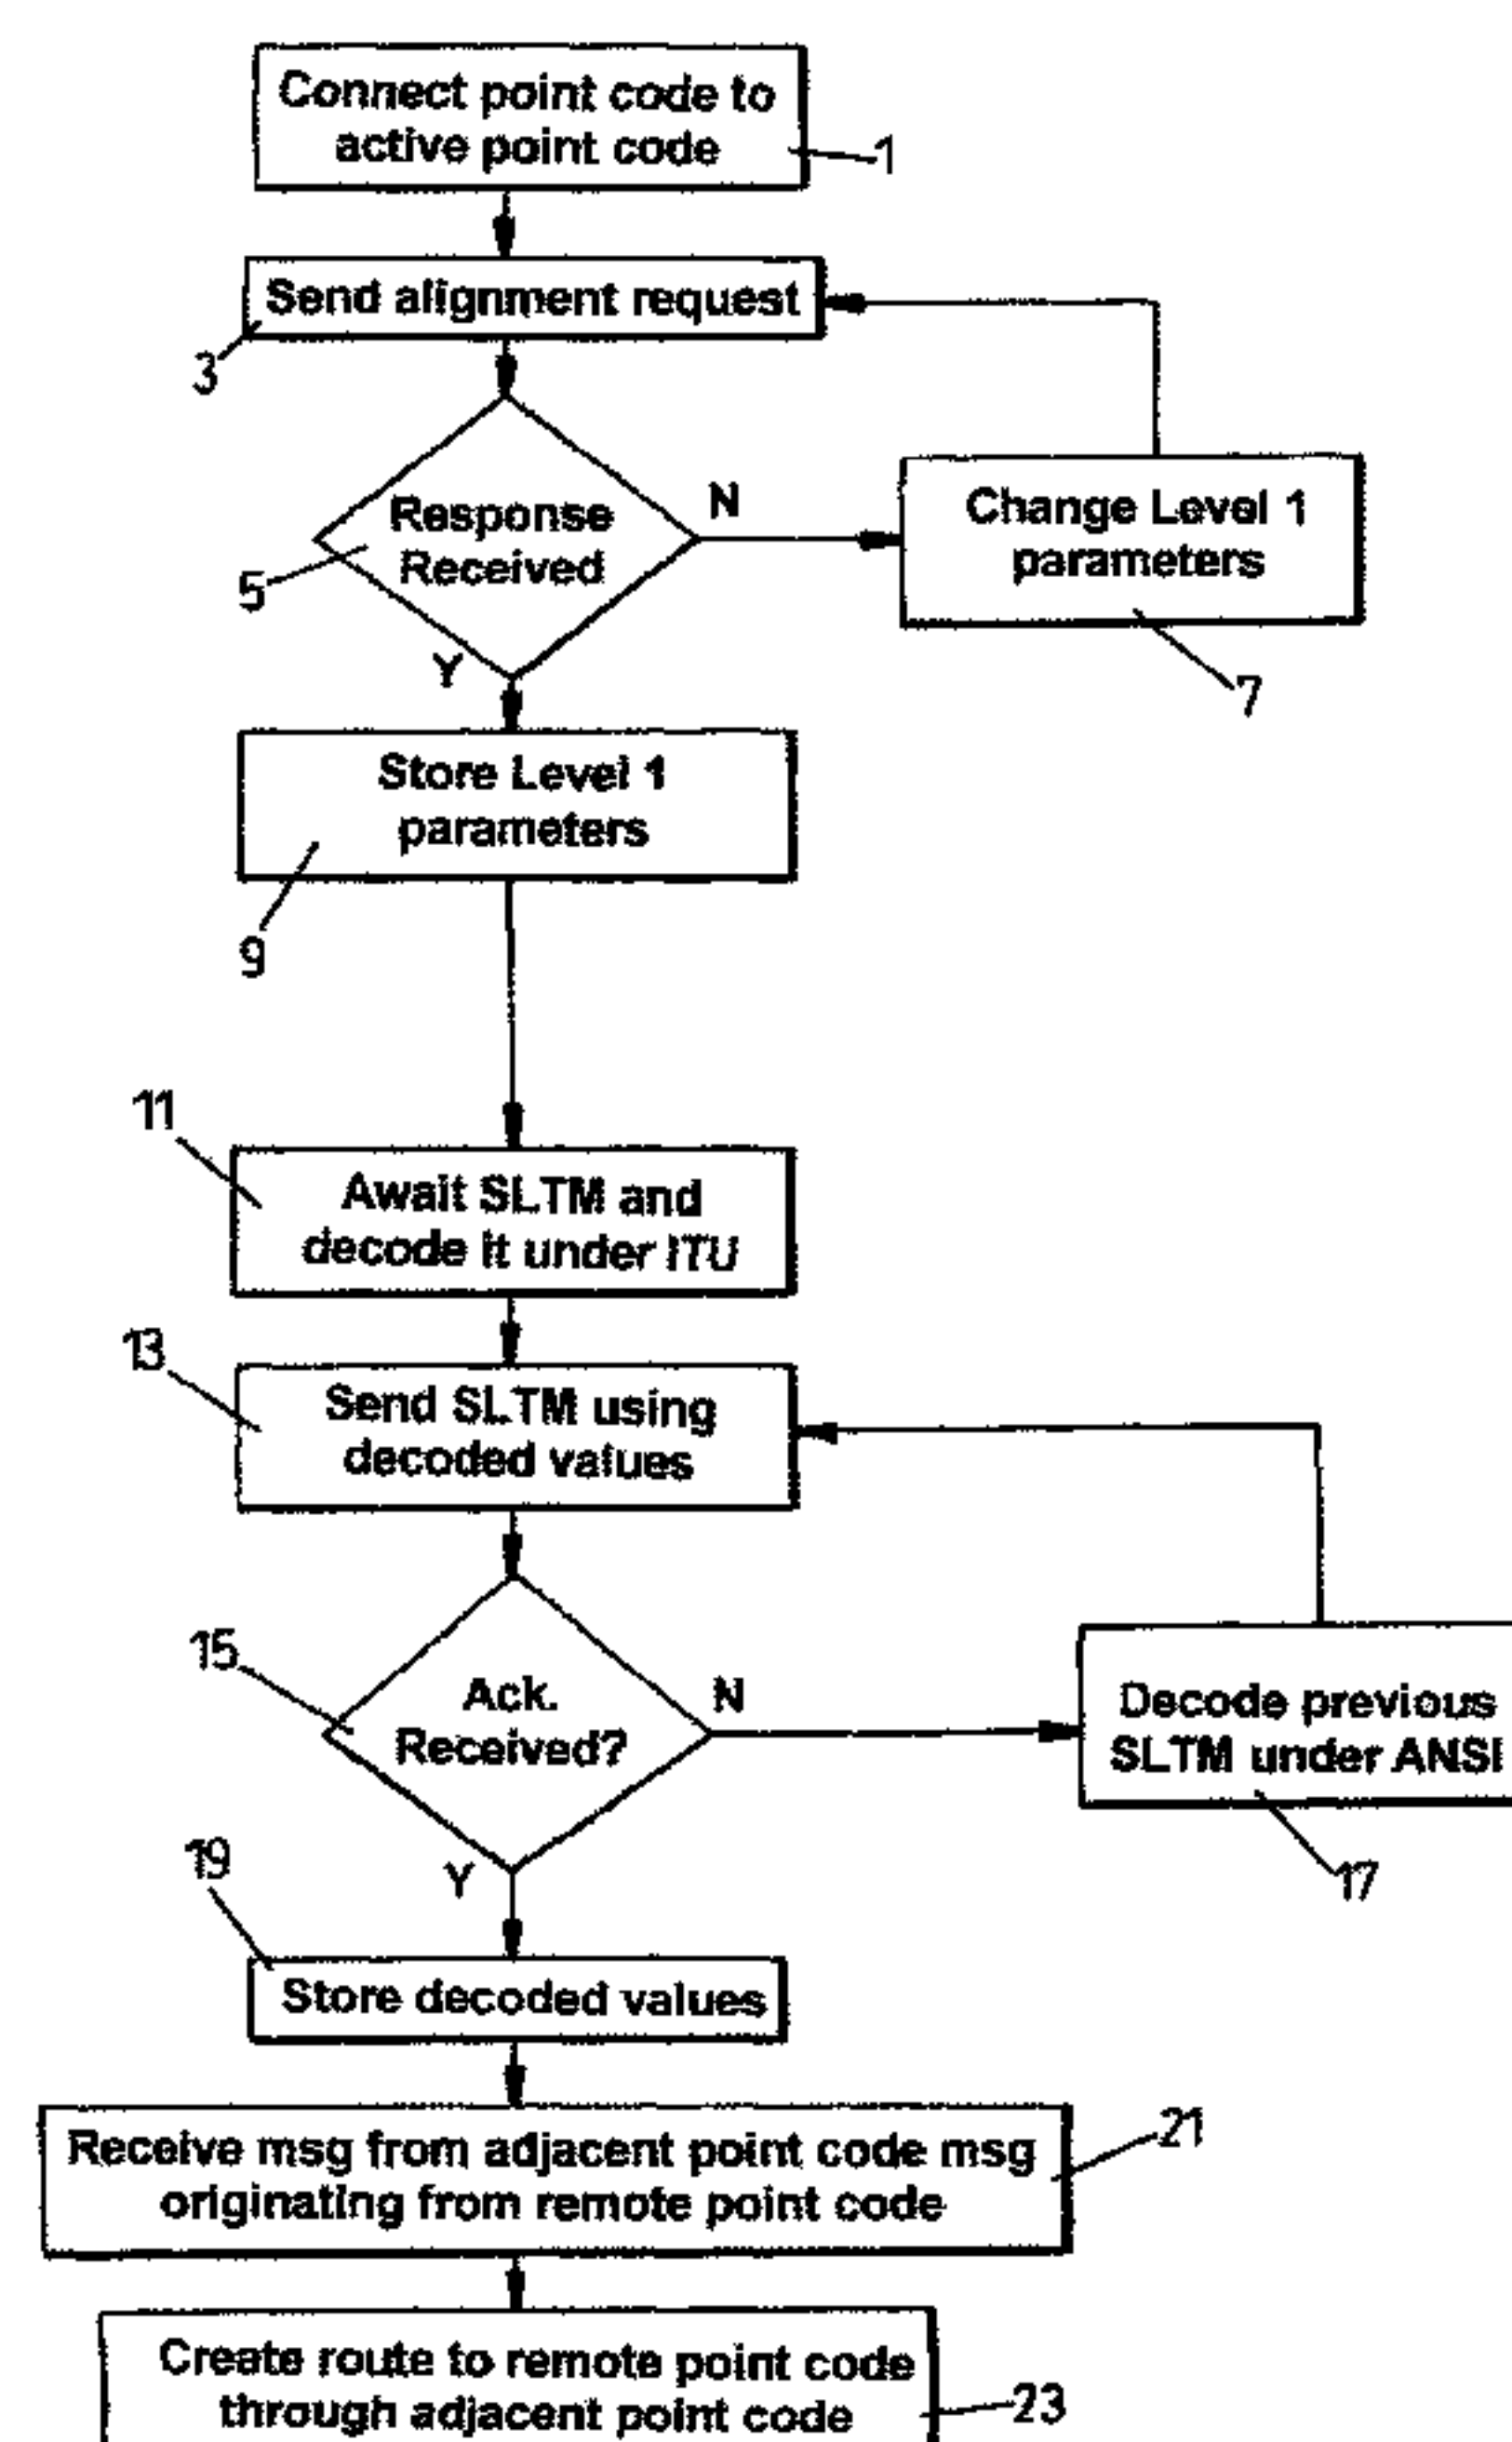 Connect point code to
active point code
1
Send alignment request
3
Response
Received
N
5
Y
Change Level 1
parameters
7
Store Level 1
parameters
9
11
Await SLTM and
decode it under ITU
13
Send SLTM using
decoded values
15
Ack.
Received?
N
Y
Decode previous
SLTM under ANSI
17
19
Store decoded values
Receive msg from adjacent point code msg
originating from remote point code
21
Create route to remote point code
through adjacent point code
23